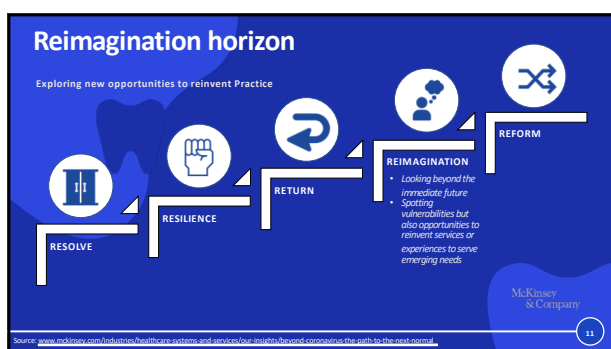 Reimagination horizon
Exploring new opportunities to reinvent Practice
RESOLVE
RESILIENCE
RETURN
REIMAGINATION
• Looking beyond the
immediate future
• Spotting
vulnerabilities but
also opportunities to
reinvent services or
experiences to serve
emerging needs
REFORM
McKinsey
& Company
11
Source: www.mckinsey.com/industries/healthcare-systems-and-services/our-insights/beyond-coronavirus-the-path-to-the-next-normal